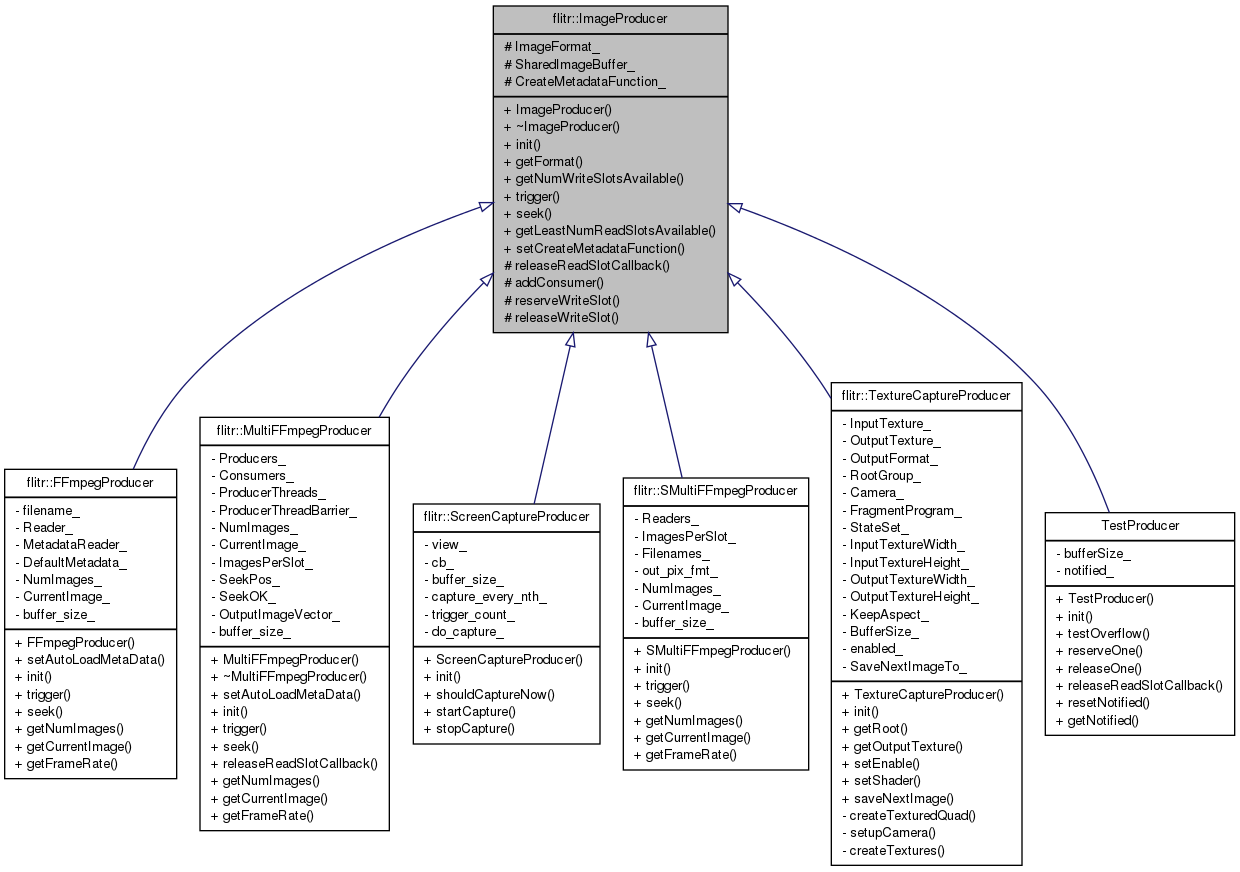 flitr::ImageProducer
# ImageFormat_
# SharedImageBuffer_
# CreateMetadataFunction_
+ ImageProducer()
+ ~ImageProducer()
+ init()
+ getFormat()
+ getNumWriteSlotsAvailable()
+ trigger()
+ seek()
+ getLeastNumReadSlotsAvailable()
+ setCreateMetadataFunction()
# releaseReadSlotCallback()
# addConsumer()
# reserveWriteSlot()
# releaseWriteSlot()
flitr::FFmpegProducer
- filename_
- Reader_
- MetadataReader_
- DefaultMetadata_
- NumImages_
- CurrentImage_
- buffer_size_
+ FFmpegProducer()
+ setAutoLoadMetaData()
+ init()
+ trigger()
+ seek()
+ getNumImages()
+ getCurrentImage()
+ getFrameRate()
flitr::MultiFFmpegProducer
- Producers_
- Consumers_
- ProducerThreads_
- ProducerThreadBarrier_
- NumImages_
- CurrentImage_
- ImagesPerSlot_
- SeekPos_
- SeekOK_
- OutputImageVector_
- buffer_size_
+ MultiFFmpegProducer()
+ ~MultiFFmpegProducer()
+ setAutoLoadMetaData()
+ init()
+ trigger()
+ seek()
+ releaseReadSlotCallback()
+ getNumImages()
+ getCurrentImage()
+ getFrameRate()
flitr::ScreenCaptureProducer
- view_
- cb_
- buffer_size_
- capture_every_nth_
- trigger_count_
- do_capture_
+ ScreenCaptureProducer()
+ init()
+ shouldCaptureNow()
+ startCapture()
+ stopCapture()
flitr::SMultiFFmpegProducer
- Readers_
- ImagesPerSlot_
- Filenames_
- out_pix_fmt_
- NumImages_
- CurrentImage_
- buffer_size_
+ SMultiFFmpegProducer()
+ init()
+ trigger()
+ seek()
+ getNumImages()
+ getCurrentImage()
+ getFrameRate()
flitr::TextureCaptureProducer
- InputTexture_
- OutputTexture_
- OutputFormat_
- RootGroup_
- Camera_
- FragmentProgram_
- StateSet_
- InputTextureWidth_
- InputTextureHeight_
- OutputTextureWidth_
- OutputTextureHeight_
- KeepAspect_
- BufferSize_
- enabled_
- SaveNextImageTo_
+ TextureCaptureProducer()
+ init()
+ getRoot()
+ getOutputTexture()
+ setEnable()
+ setShader()
+ saveNextImage()
- createTexturedQuad()
- setupCamera()
- createTextures()
TestProducer
- bufferSize_
- notified_
+ TestProducer()
+ init()
+ testOverflow()
+ reserveOne()
+ releaseOne()
+ releaseReadSlotCallback()
+ resetNotified()
+ getNotified()